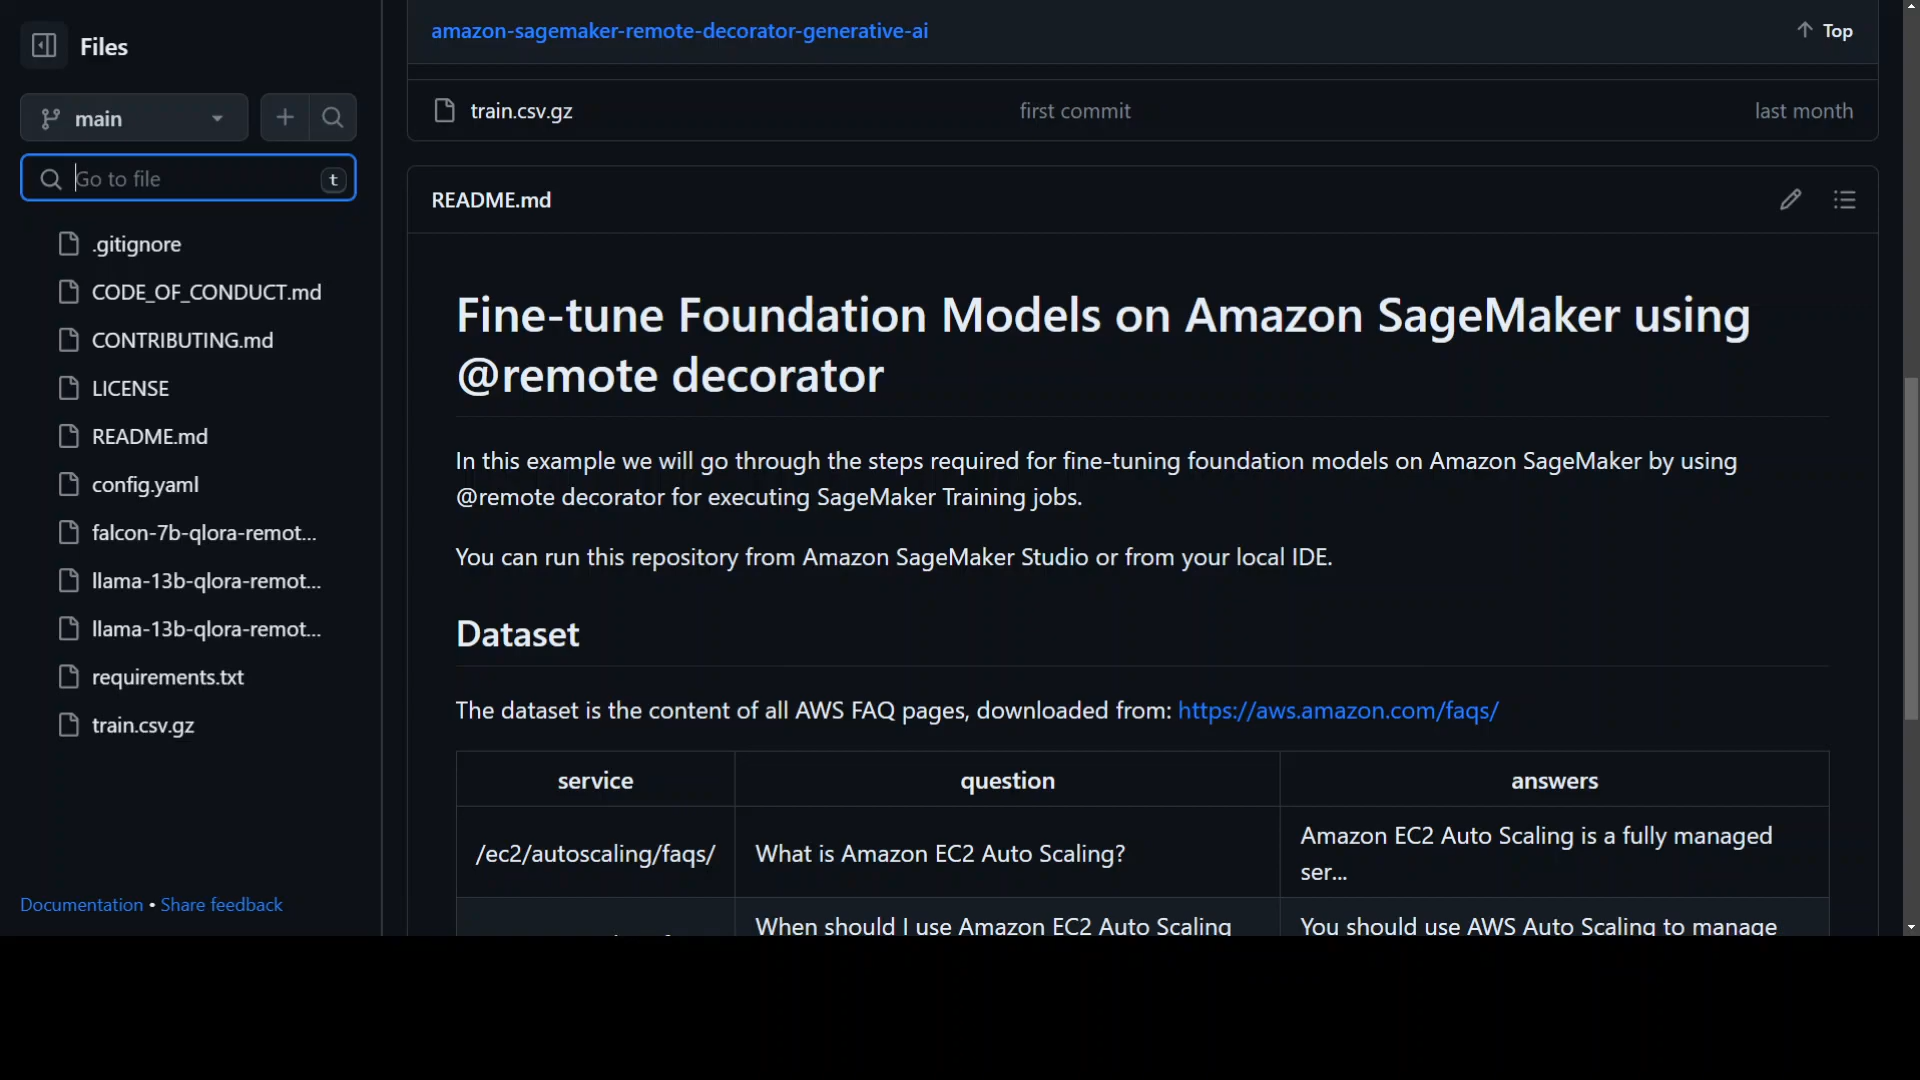 Files
main
Go to file
t
.gitignore
CODE_OF_CONDUCT.md
CONTRIBUTING.md
LICENSE
README.md
config.yaml
falcon-7b-qlora-remot...
llama-13b-qlora-remot...
llama-13b-qlora-remot...
requirements.txt
train.csv.gz
Documentation • Share feedback
amazon-sagemaker-remote-decorator-generative-ai
Top
train.csv.gz first commit last month
README.md
Fine-tune Foundation Models on Amazon SageMaker using
@remote decorator
In this example we will go through the steps required for fine-tuning foundation models on Amazon SageMaker by using
@remote decorator for executing SageMaker Training jobs.
You can run this repository from Amazon SageMaker Studio or from your local IDE.
Dataset
The dataset is the content of all AWS FAQ pages, downloaded from: https://aws.amazon.com/faqs/
service question answers
/ec2/autoscaling/faqs/ What is Amazon EC2 Auto Scaling? Amazon EC2 Auto Scaling is a fully managed
ser...
When should I use Amazon EC2 Auto Scaling You should use AWS Auto Scaling to manage